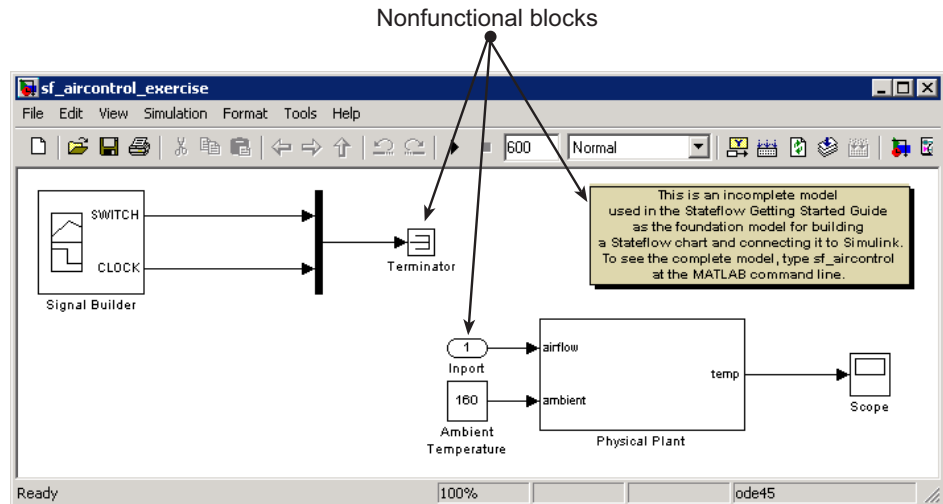 Nonfunctional blocks
sf_aircontrol_exercise
File Edit View Simulation Format Tools Help
600 Normal
SWITCH
CLOCK
Signal Builder
Terminator
This is an incomplete model
used in the Stateflow Getting Started Guide
as the foundation model for building
a Stateflow chart and connecting it to Simulink.
To see the complete model, type sf_aircontrol
at the MATLAB command line.
1
Inport
160
Ambient
Temperature
airflow
ambient
temp
Physical Plant
Scope
Ready 100% ode45